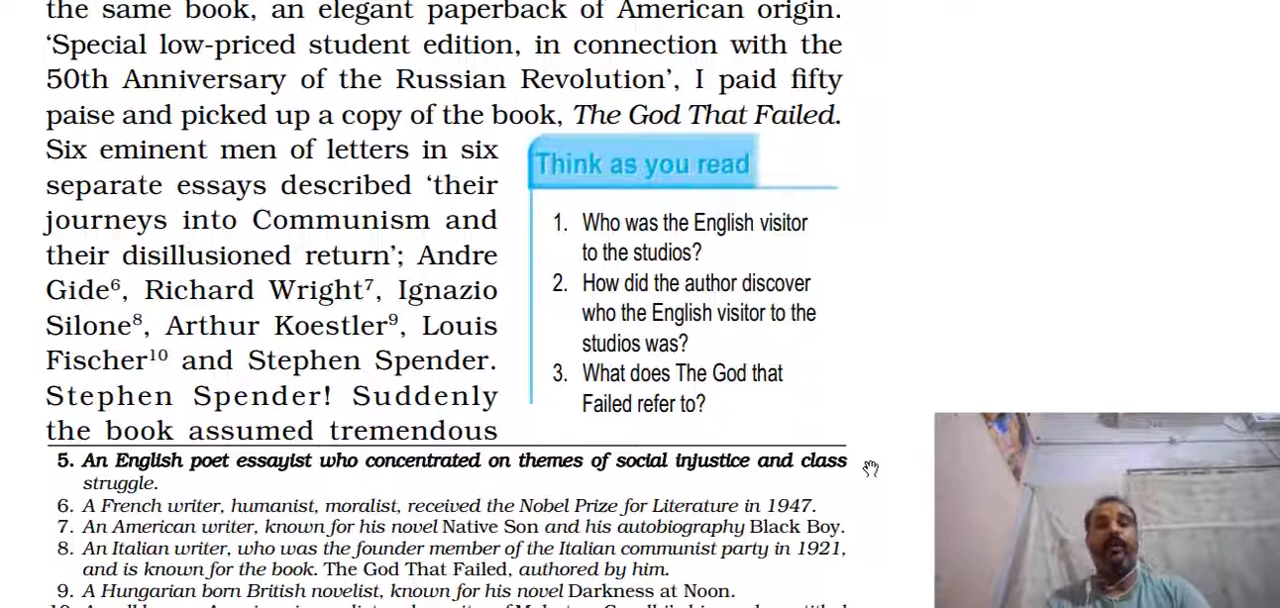 the same book, an elegant paperback of American origin.
‘Special low-priced student edition, in connection with the
50th Anniversary of the Russian Revolution’, I paid fifty
paise and picked up a copy of the book, The God That Failed.
Six eminent men of letters in six
separate essays described ‘their
journeys into Communism and
their disillusioned return’; Andre
Gide⁶, Richard Wright⁷, Ignazio
Silone⁸, Arthur Koestler⁹, Louis
Fischer¹⁰ and Stephen Spender.
Stephen Spender! Suddenly
the book assumed tremendous
Think as you read
1. Who was the English visitor
to the studios?
2. How did the author discover
who the English visitor to the
studios was?
3. What does The God that
Failed refer to?
5. An English poet essayist who concentrated on themes of social injustice and class
struggle.
6. A French writer, humanist, moralist, received the Nobel Prize for Literature in 1947.
7. An American writer, known for his novel Native Son and his autobiography Black Boy.
8. An Italian writer, who was the founder member of the Italian communist party in 1921,
and is known for the book. The God That Failed, authored by him.
9. A Hungarian born British novelist, known for his novel Darkness at Noon.